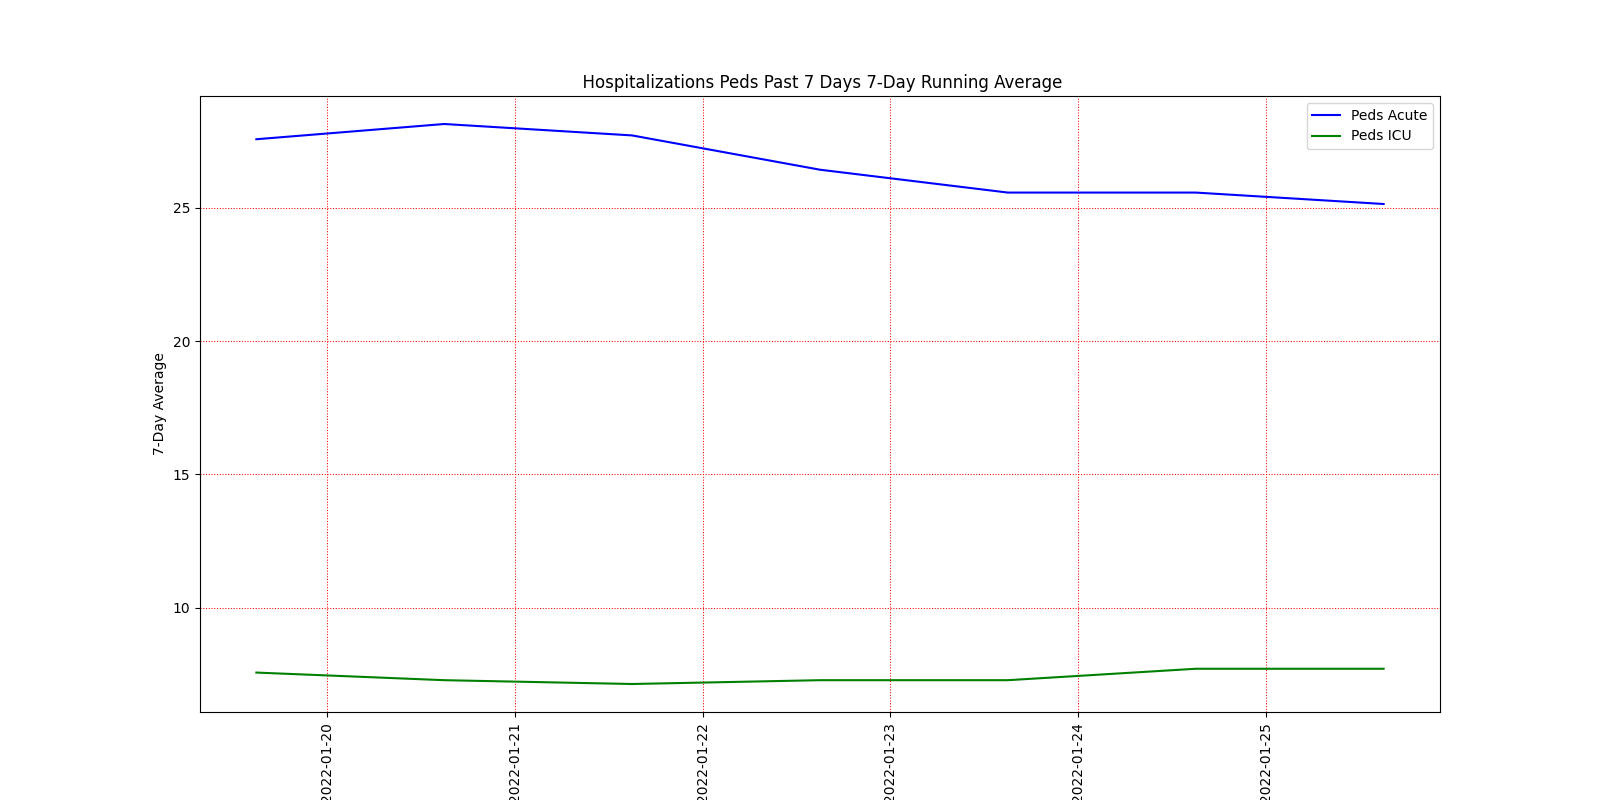 Hospitalizations Peds Past 7 Days 7-Day Running Average
Peds Acute
Peds ICU
7-Day Average
25
20
15
10
2022-01-20
2022-01-21
2022-01-22
2022-01-23
2022-01-24
2022-01-25